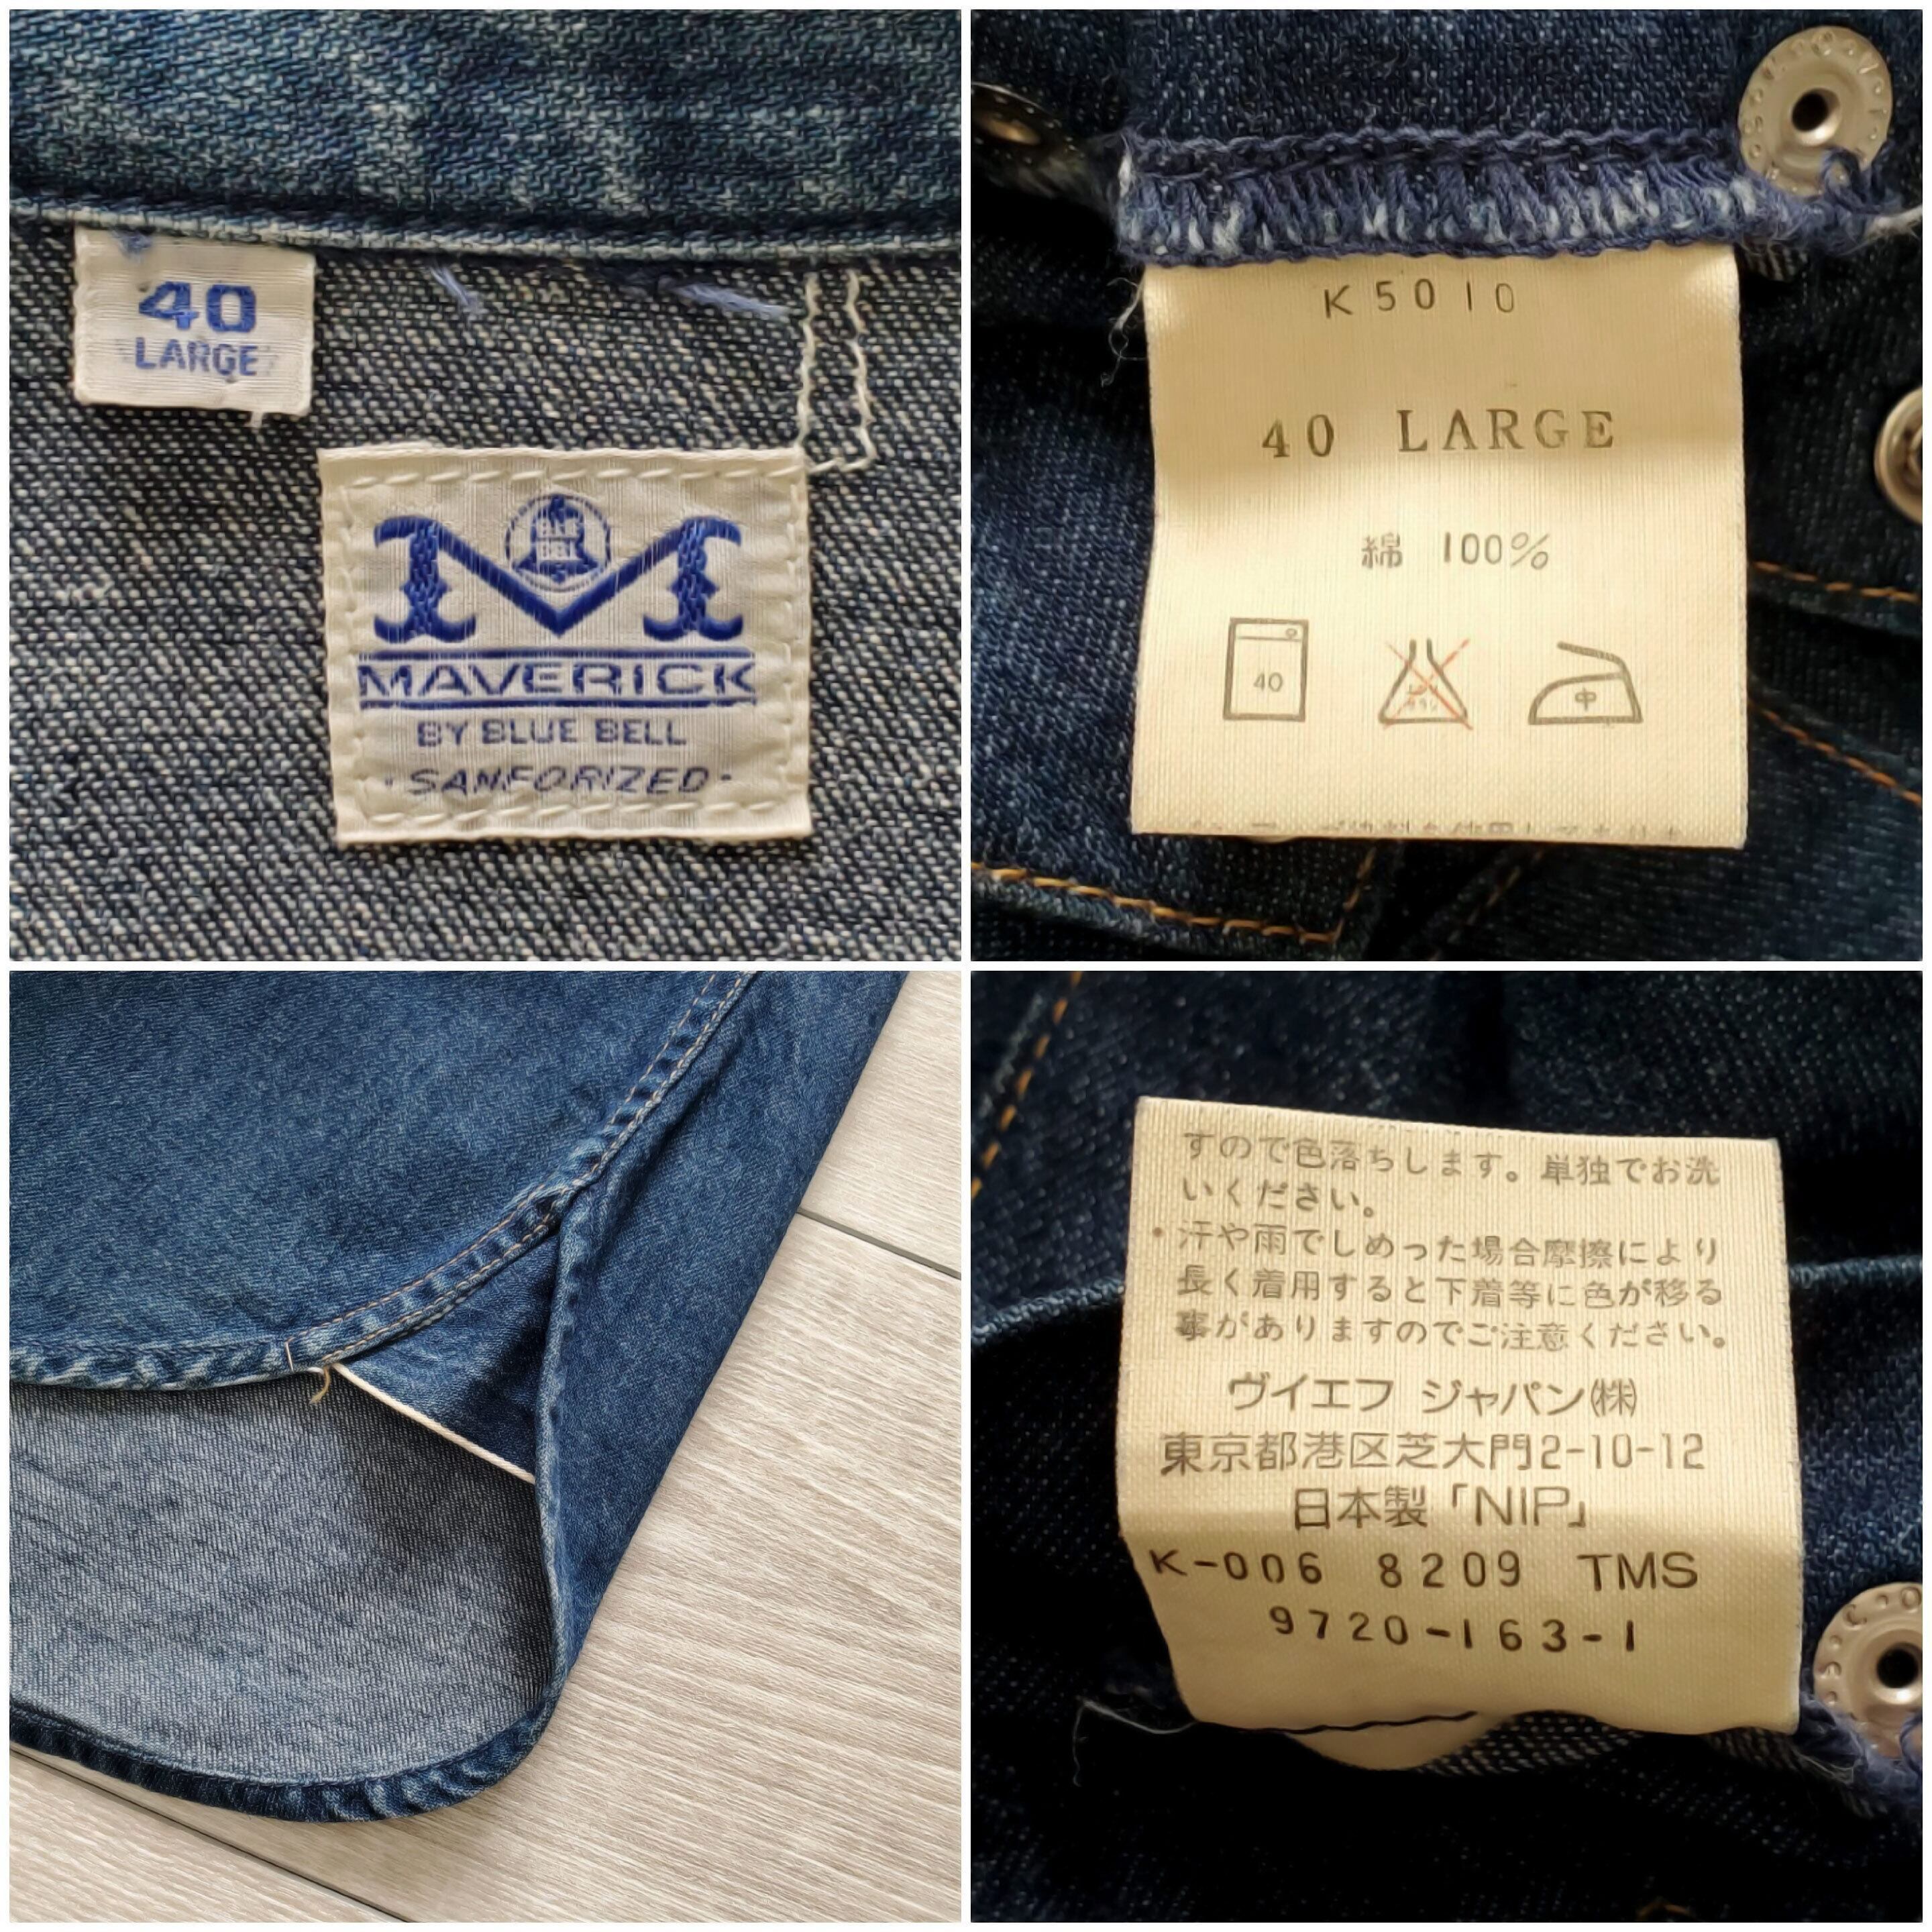 40
LARGE
MAVERICK
BY BLUE BELL
·SANFORIZED·
K5010
40 LARGE
綿 100%
40
中
すので色落ちします。単独でお洗
いください。
・汗や雨でしめった場合摩擦により
長く着用すると下着等に色が移る
事がありますのでご注意ください。
ヴイエフ ジャパン㈱
東京都港区芝大門2-10-12
日本製「NIP」
K-006 8209 TMS
9720-163-1